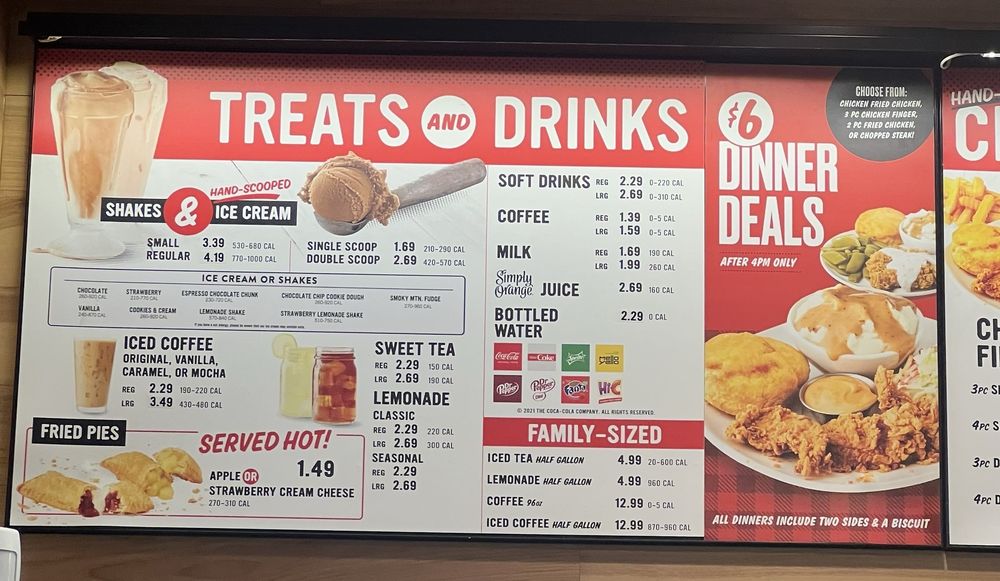 TREATS AND DRINKS
HAND-SCOOPED
SHAKES & ICE CREAM
SMALL 3.39 530-680 CAL
REGULAR 4.19 770-1000 CAL
SINGLE SCOOP 1.69 210-290 CAL
DOUBLE SCOOP 2.69 420-570 CAL
ICE CREAM OR SHAKES
CHOCOLATE
STRAWBERRY
ESPRESSO CHOCOLATE CHUNK
CHOCOLATE CHIP COOKIE DOUGH
SMOKY MTN. FUDGE
VANILLA
COOKIES & CREAM
LEMONADE SHAKE
STRAWBERRY LEMONADE SHAKE
ICED COFFEE
ORIGINAL, VANILLA,
CARAMEL, OR MOCHA
REG 2.29 190-220 CAL
LRG 3.49 430-480 CAL
SWEET TEA
REG 2.29 150 CAL
LRG 2.69 190 CAL
LEMONADE
CLASSIC
REG 2.29 220 CAL
LRG 2.69 300 CAL
SEASONAL
REG 2.29
LRG 2.69
FRIED PIES
SERVED HOT!
APPLE OR 1.49
STRAWBERRY CREAM CHEESE
270-310 CAL
SOFT DRINKS REG 2.29 0-220 CAL
LRG 2.69 0-310 CAL
COFFEE REG 1.39 0-5 CAL
LRG 1.59 0-5 CAL
MILK REG 1.69 190 CAL
LRG 1.99 260 CAL
Simply Orange JUICE 2.69 160 CAL
BOTTLED
WATER 2.29 0 CAL
Coca-Cola
Coke
Sprite
mello yello
Dr Pepper
Dr Pepper
Fanta
Hi-C
© 2021 THE COCA-COLA COMPANY. ALL RIGHTS RESERVED.
FAMILY-SIZED
ICED TEA HALF GALLON 4.99 20-600 CAL
LEMONADE HALF GALLON 4.99 960 CAL
COFFEE 96oz 12.99 0-5 CAL
ICED COFFEE HALF GALLON 12.99 870-960 CAL
$6
DINNER
DEALS
AFTER 4PM ONLY
CHOOSE FROM:
CHICKEN FRIED CHICKEN,
3 PC CHICKEN FINGER,
2 PC FRIED CHICKEN,
OR CHOPPED STEAK!
ALL DINNERS INCLUDE TWO SIDES & A BISCUIT
HAND-
C
CH
FI
3PC S
4PC S
3PC D
4PC D